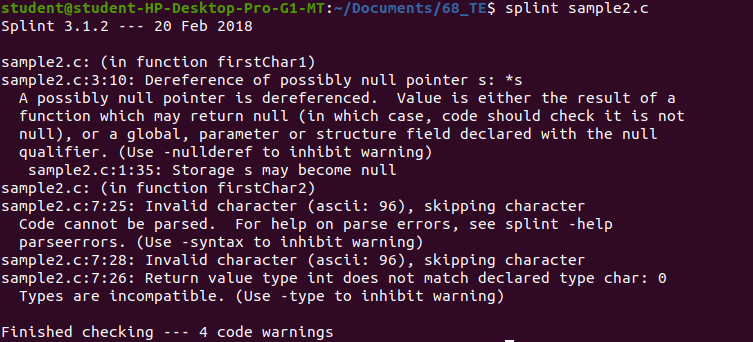 student@student-HP-Desktop-Pro-G1-MT:~/Documents/68_TE$ splint sample2.c
Splint 3.1.2 --- 20 Feb 2018
sample2.c: (in function firstChar1)
sample2.c:3:10: Dereference of possibly null pointer s: *s
A possibly null pointer is dereferenced.  Value is either the result of a
function which may return null (in which case, code should check it is not
null), or a global, parameter or structure field declared with the null
qualifier. (Use -nullderef to inhibit warning)
sample2.c:1:35: Storage s may become null
sample2.c: (in function firstChar2)
sample2.c:7:25: Invalid character (ascii: 96), skipping character
Code cannot be parsed.  For help on parse errors, see splint -help
parseerrors. (Use -syntax to inhibit warning)
sample2.c:7:28: Invalid character (ascii: 96), skipping character
sample2.c:7:26: Return value type int does not match declared type char: 0
Types are incompatible. (Use -type to inhibit warning)
Finished checking --- 4 code warnings